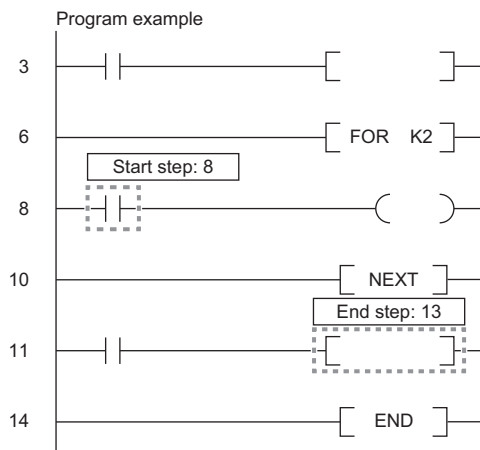 Program example
3
6 FOR K2
Start step: 8
8
10 NEXT
End step: 13
11
14 END